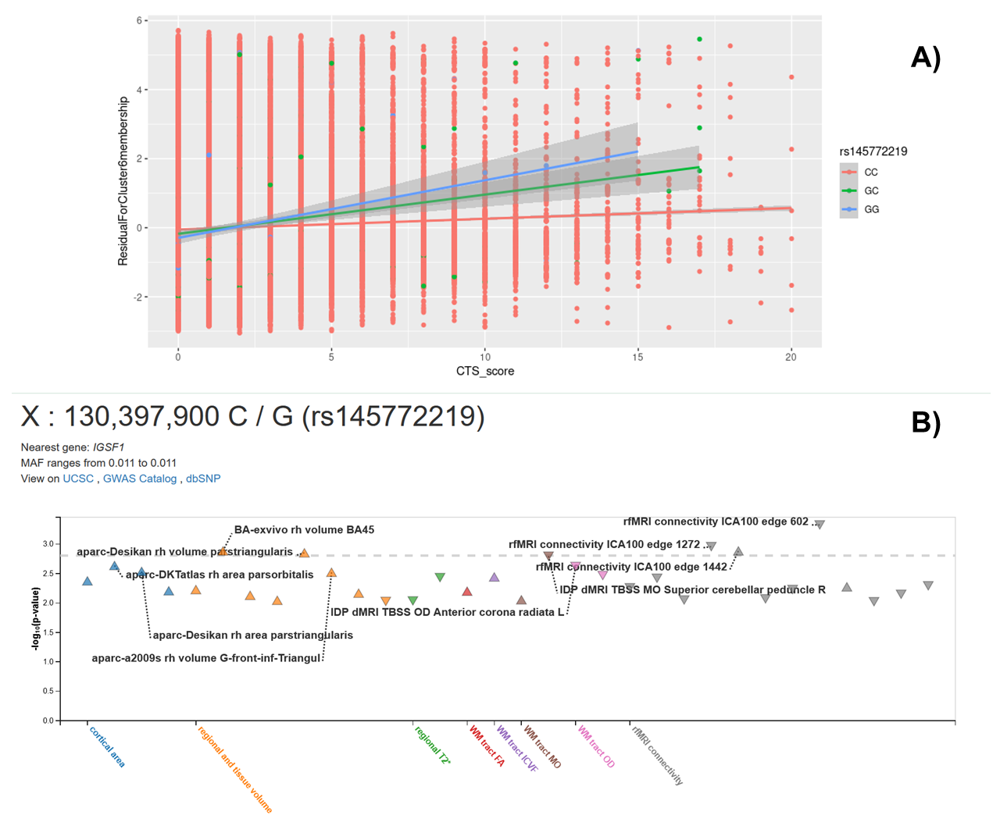 A)
6
4
2
0
-2
ResidualForCluster6membership
0
5
10
15
20
CTS_score
rs145772219
CC
GC
GG
B)
X : 130,397,900 C / G (rs145772219)
Nearest gene: IGSF1
MAF ranges from 0.011 to 0.011
View on UCSC , GWAS Catalog , dbSNP
-log₁₀(p-value)
3.0
2.5
2.0
1.5
1.0
0.5
0.0
rfMRI connectivity ICA100 edge 602
BA-exvivo rh volume BA45
rfMRI connectivity ICA100 edge 1272
aparc-Desikan rh volume parstriangularis
rfMRI connectivity ICA100 edge 1442
aparc-DKTatlas rh area parsorbitalis
IDP dMRI TBSS MO Superior cerebellar peduncle R
IDP dMRI TBSS OD Anterior corona radiata L
aparc-Desikan rh area parstriangularis
aparc-a2009s rh volume G-front-inf-Triangul
cortical area
regional and tissue volume
regional T2*
WM tract FA
WM tract ICVF
WM tract MO
WM tract OD
rfMRI connectivity